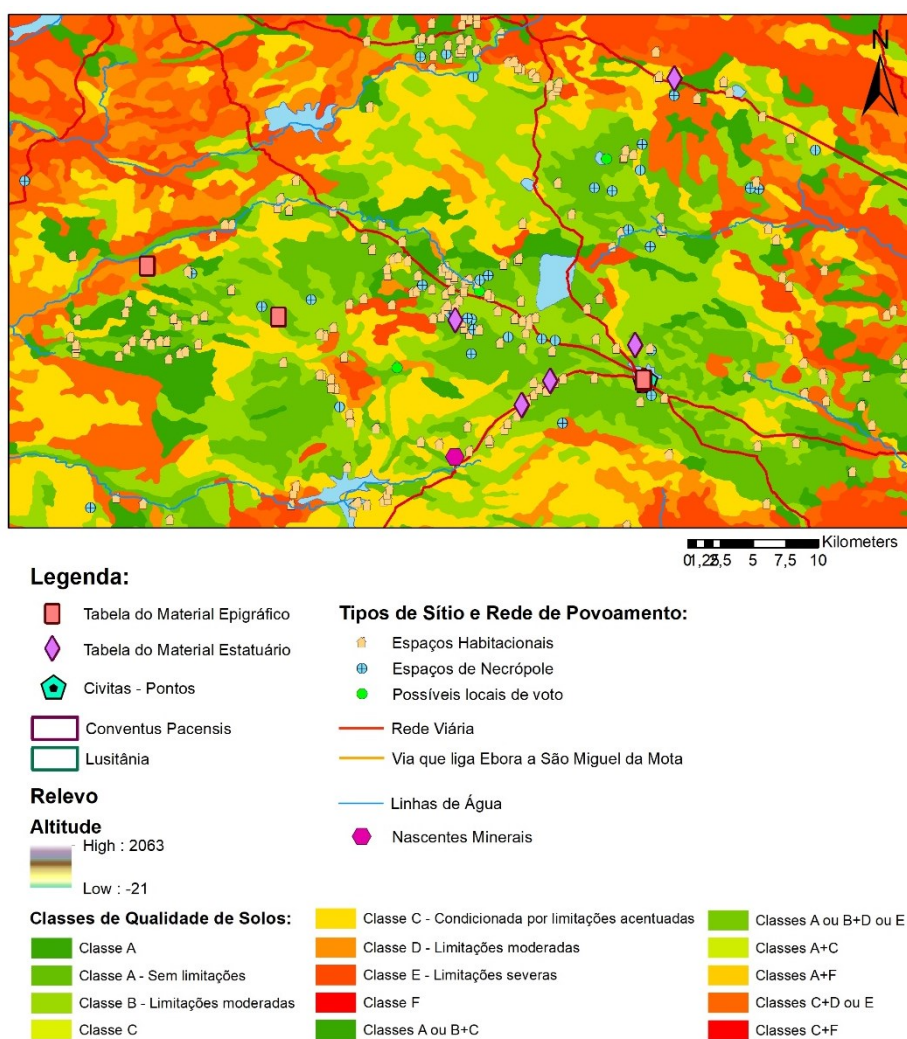 N
Kilometers
0 1,25 2,5 5 7,5 10
Legenda:
Tabela do Material Epigráfico
Tabela do Material Estatuário
Civitas - Pontos
Conventus Pacensis
Lusitânia
Relevo
Altitude
High : 2063
Low : -21
Tipos de Sítio e Rede de Povoamento:
Espaços Habitacionais
Espaços de Necrópole
Possíveis locais de voto
Rede Viária
Via que liga Ebora a São Miguel da Mota
Linhas de Água
Nascentes Minerais
Classes de Qualidade de Solos:
Classe A
Classe A - Sem limitações
Classe B - Limitações moderadas
Classe C
Classe C - Condicionada por limitações acentuadas
Classe D - Limitações moderadas
Classe E - Limitações severas
Classe F
Classes A ou B+C
Classes A ou B+D ou E
Classes A+C
Classes A+F
Classes C+D ou E
Classes C+F